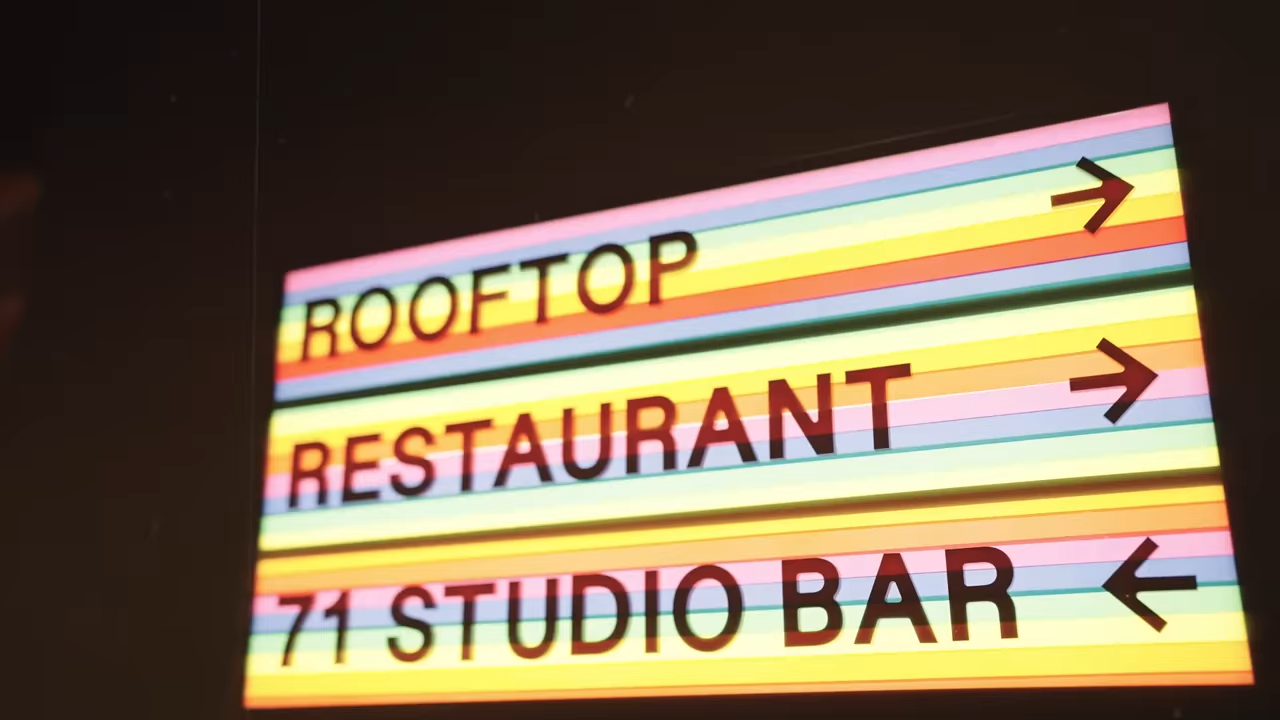 ROOFTOP →
RESTAURANT →
71 STUDIO BAR ←